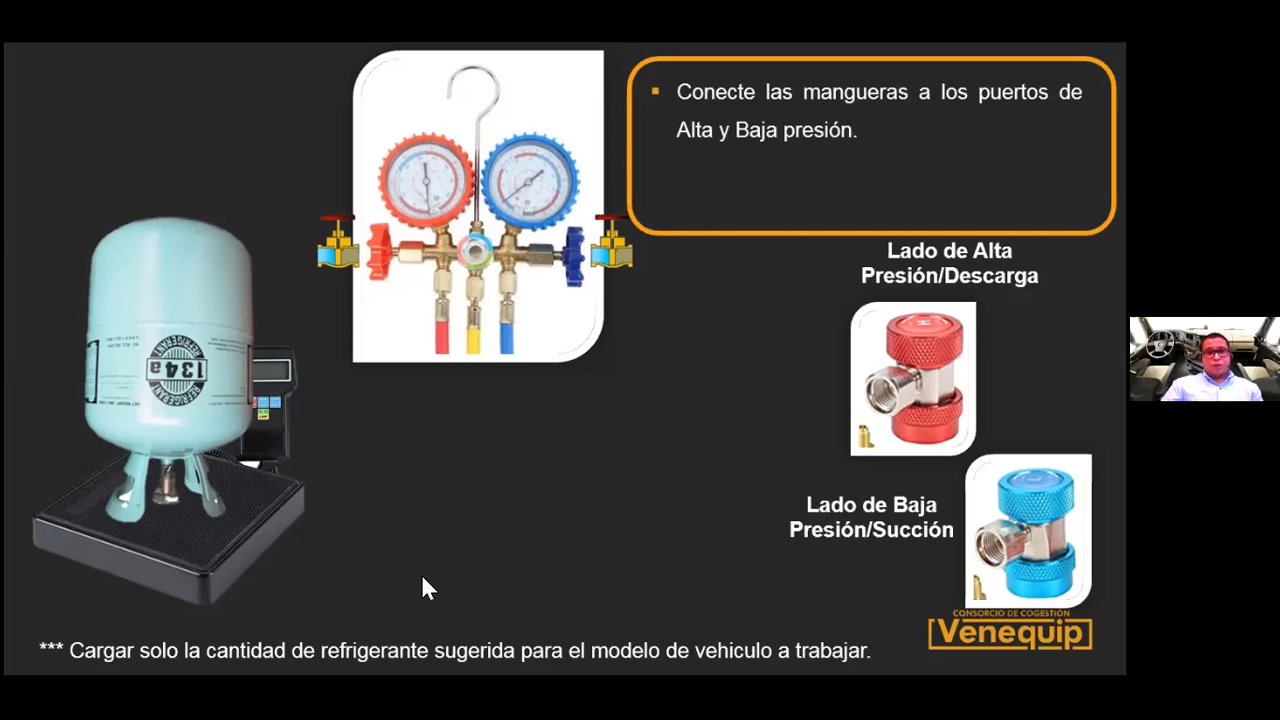 Conecte las mangueras a los puertos de
Alta y Baja presión.
Lado de Alta
Presión/Descarga
134a
REFRIGERANT
REFRIGERANT
H
Lado de Baja
Presión/Succión
CONSORCIO DE COGESTIÓN
Venequip
*** Cargar solo la cantidad de refrigerante sugerida para el modelo de vehiculo a trabajar.